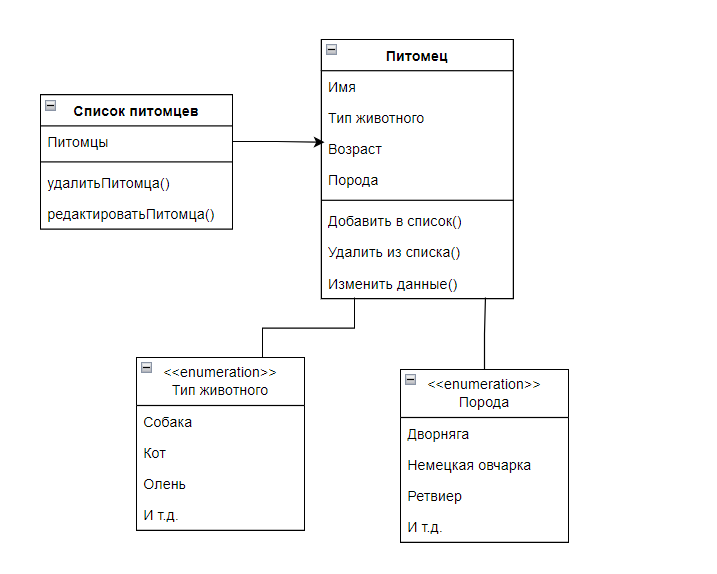 Питомец
Имя
Тип животного
Возраст
Порода
Добавить в список()
Удалить из списка()
Изменить данные()
Список питомцев
Питомцы
удалитьПитомца()
редактироватьПитомца()
<<enumeration>>
Тип животного
Собака
Кот
Олень
И т.д.
<<enumeration>>
Порода
Дворняга
Немецкая овчарка
Ретвиер
И т.д.